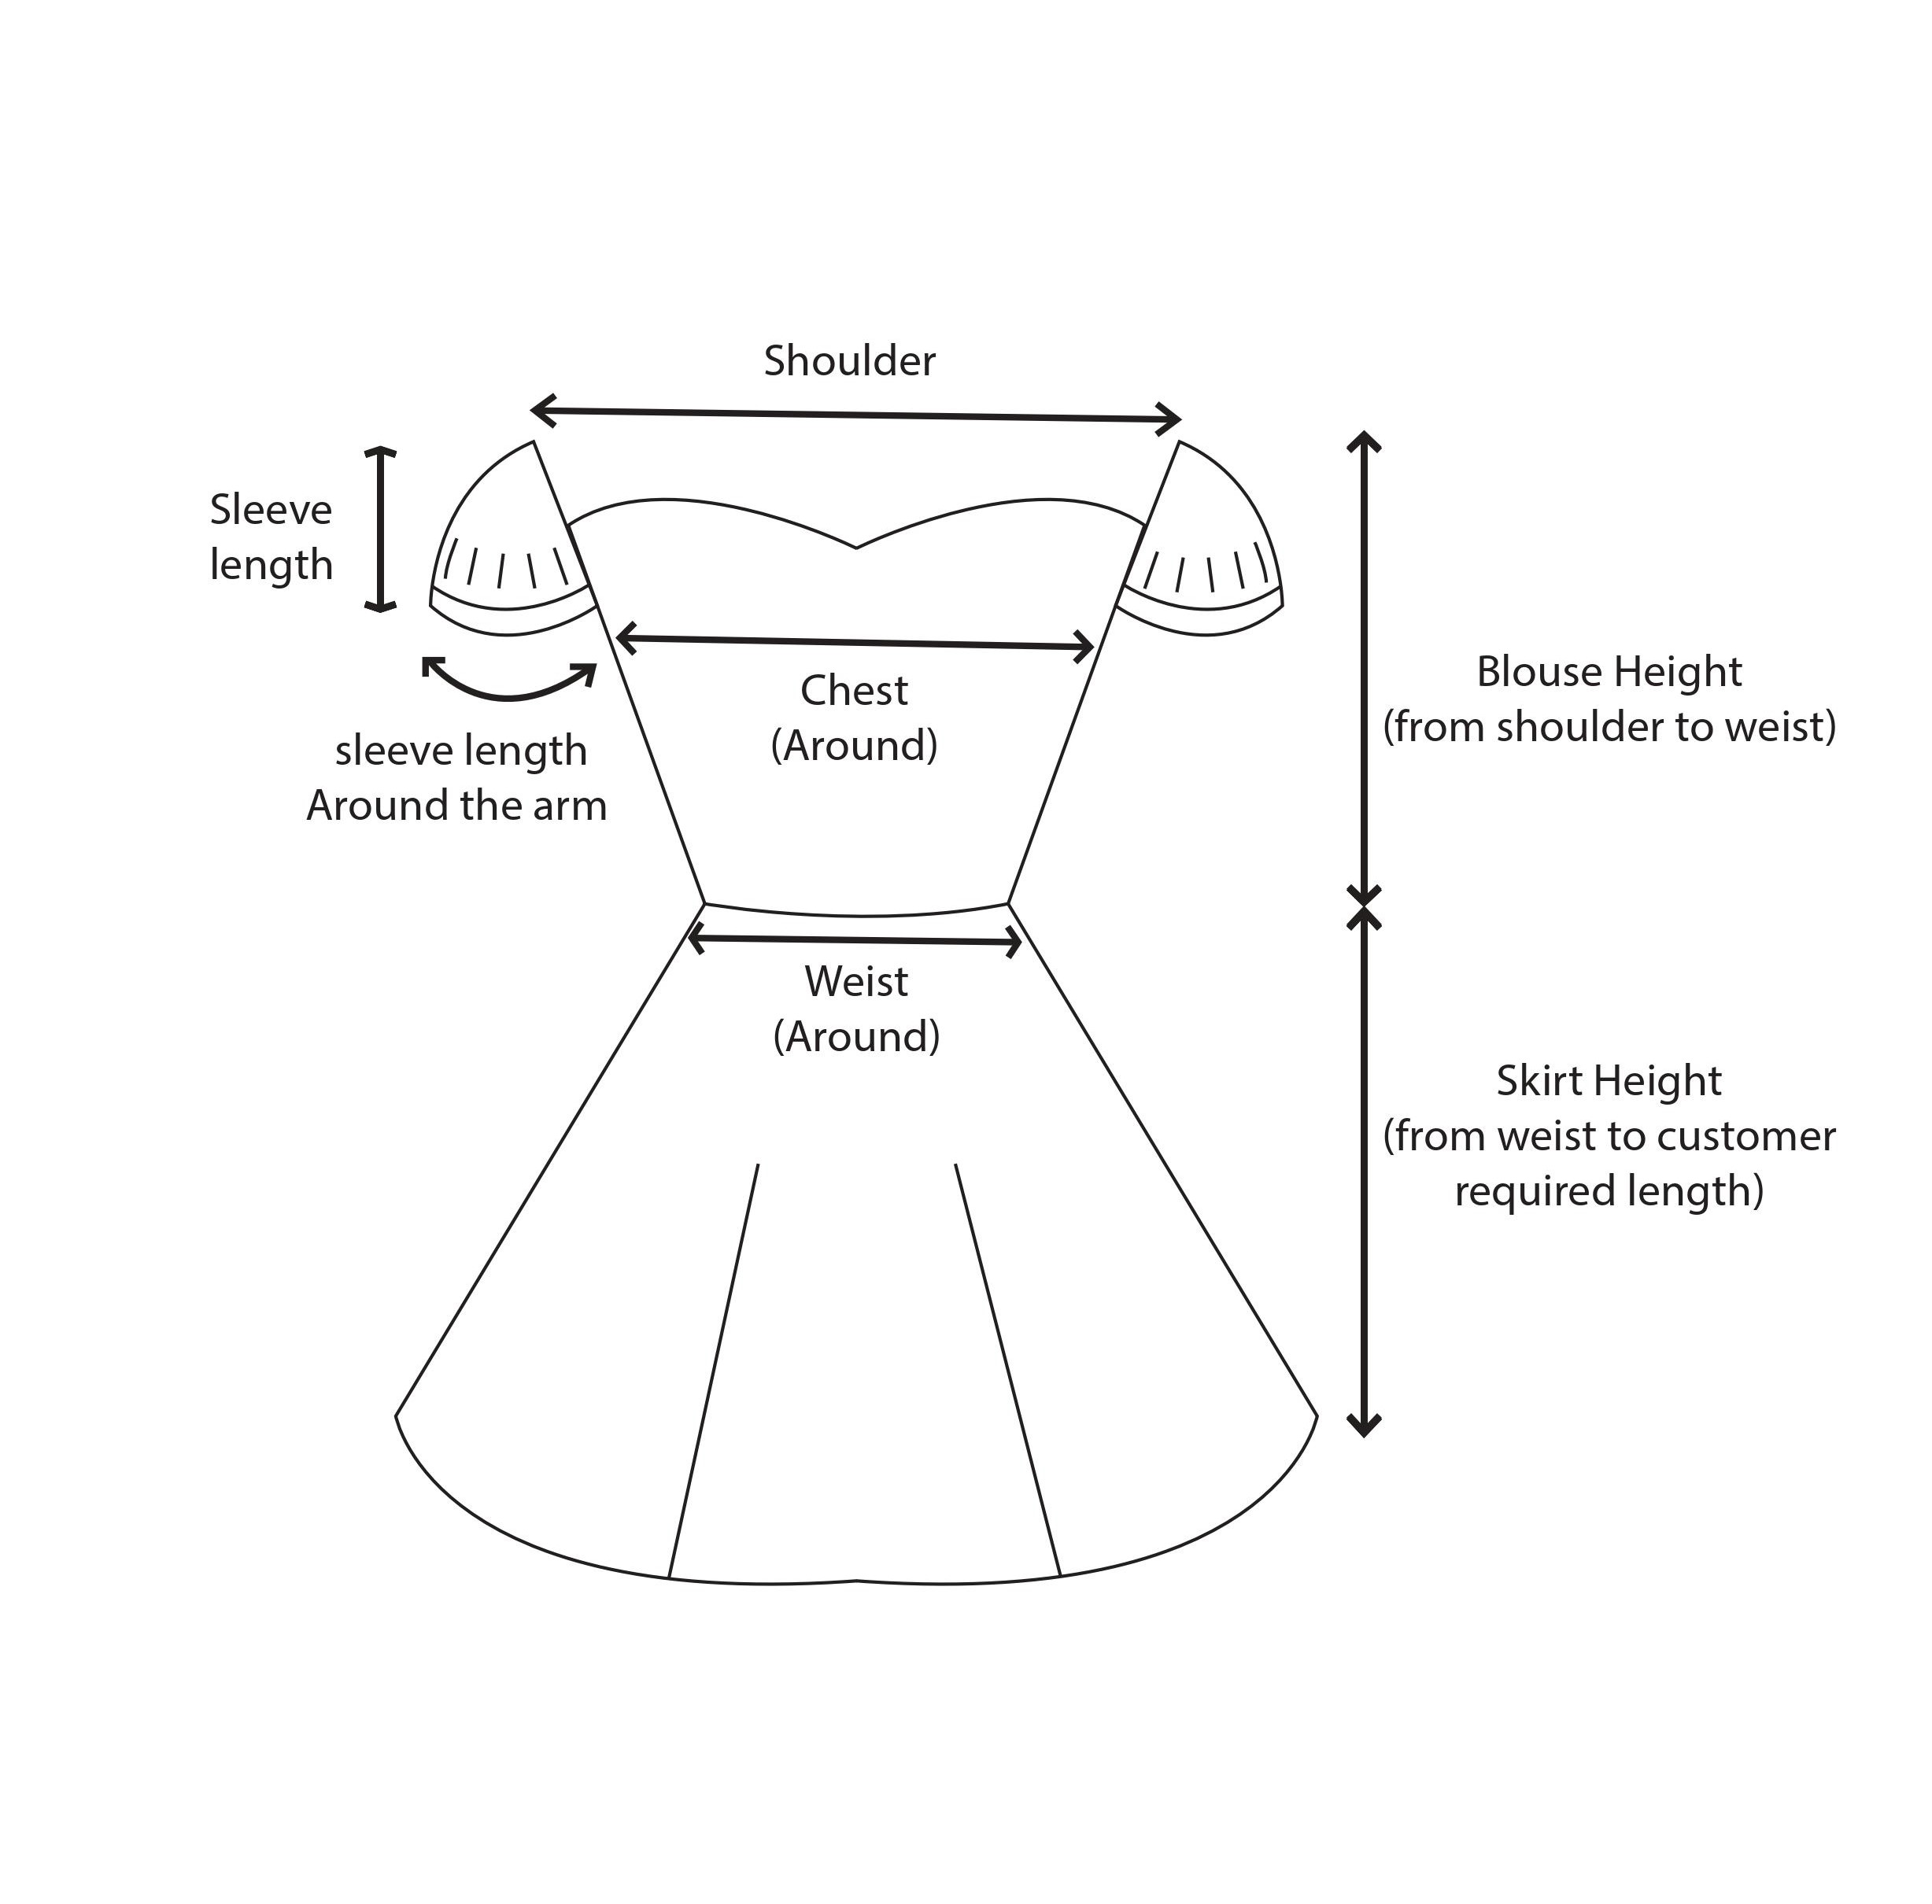 Shoulder
Sleeve
length
sleeve length
Around the arm
Chest
(Around)
Blouse Height
(from shoulder to weist)
Weist
(Around)
Skirt Height
(from weist to customer
required length)